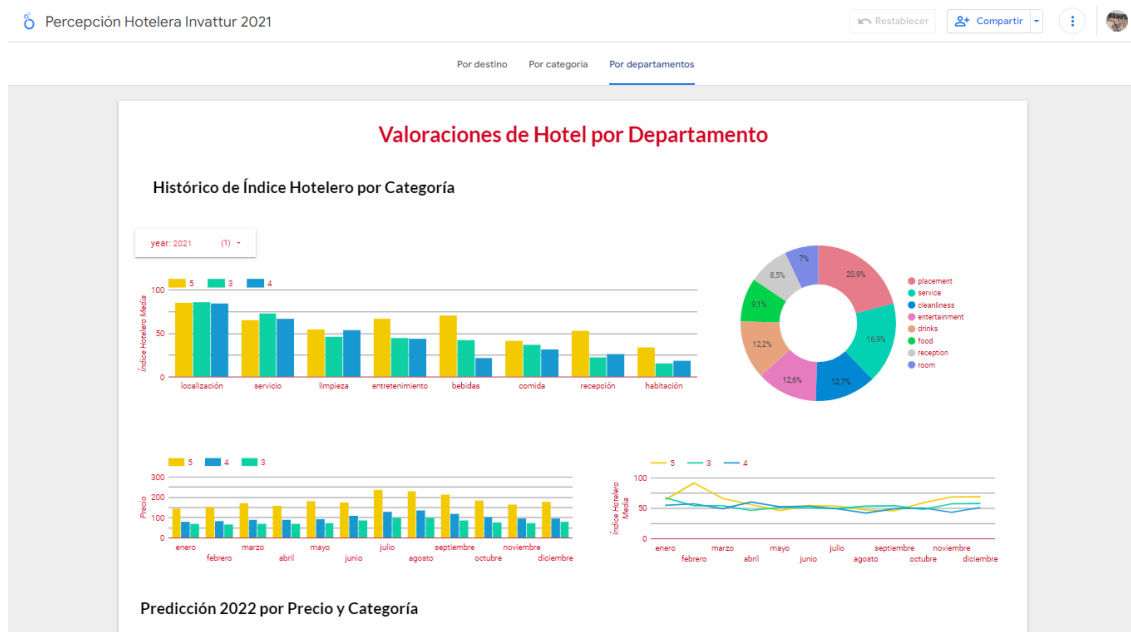 Percepción Hotelera Invattur 2021
Restablecer
Compartir
Por destino Por categoria Por departamentos
Valoraciones de Hotel por Departamento
Histórico de Índice Hotelero por Categoría
year: 2021 (1)
5 3 4
100
50
0
Índice Hotelero Media
localización servicio limpieza entretenimiento bebidas comida recepción habitación
20,9%
16,9%
12,7%
12,6%
12,2%
9,1%
8,5%
7%
placement
service
cleanliness
entertainment
drinks
food
reception
room
5 4 3
300
200
100
0
Precio
enero marzo mayo julio septiembre noviembre
febrero abril junio agosto octubre diciembre
5 3 4
100
50
0
Índice Hotelero
Media
enero marzo mayo julio septiembre noviembre
febrero abril junio agosto octubre diciembre
Predicción 2022 por Precio y Categoría